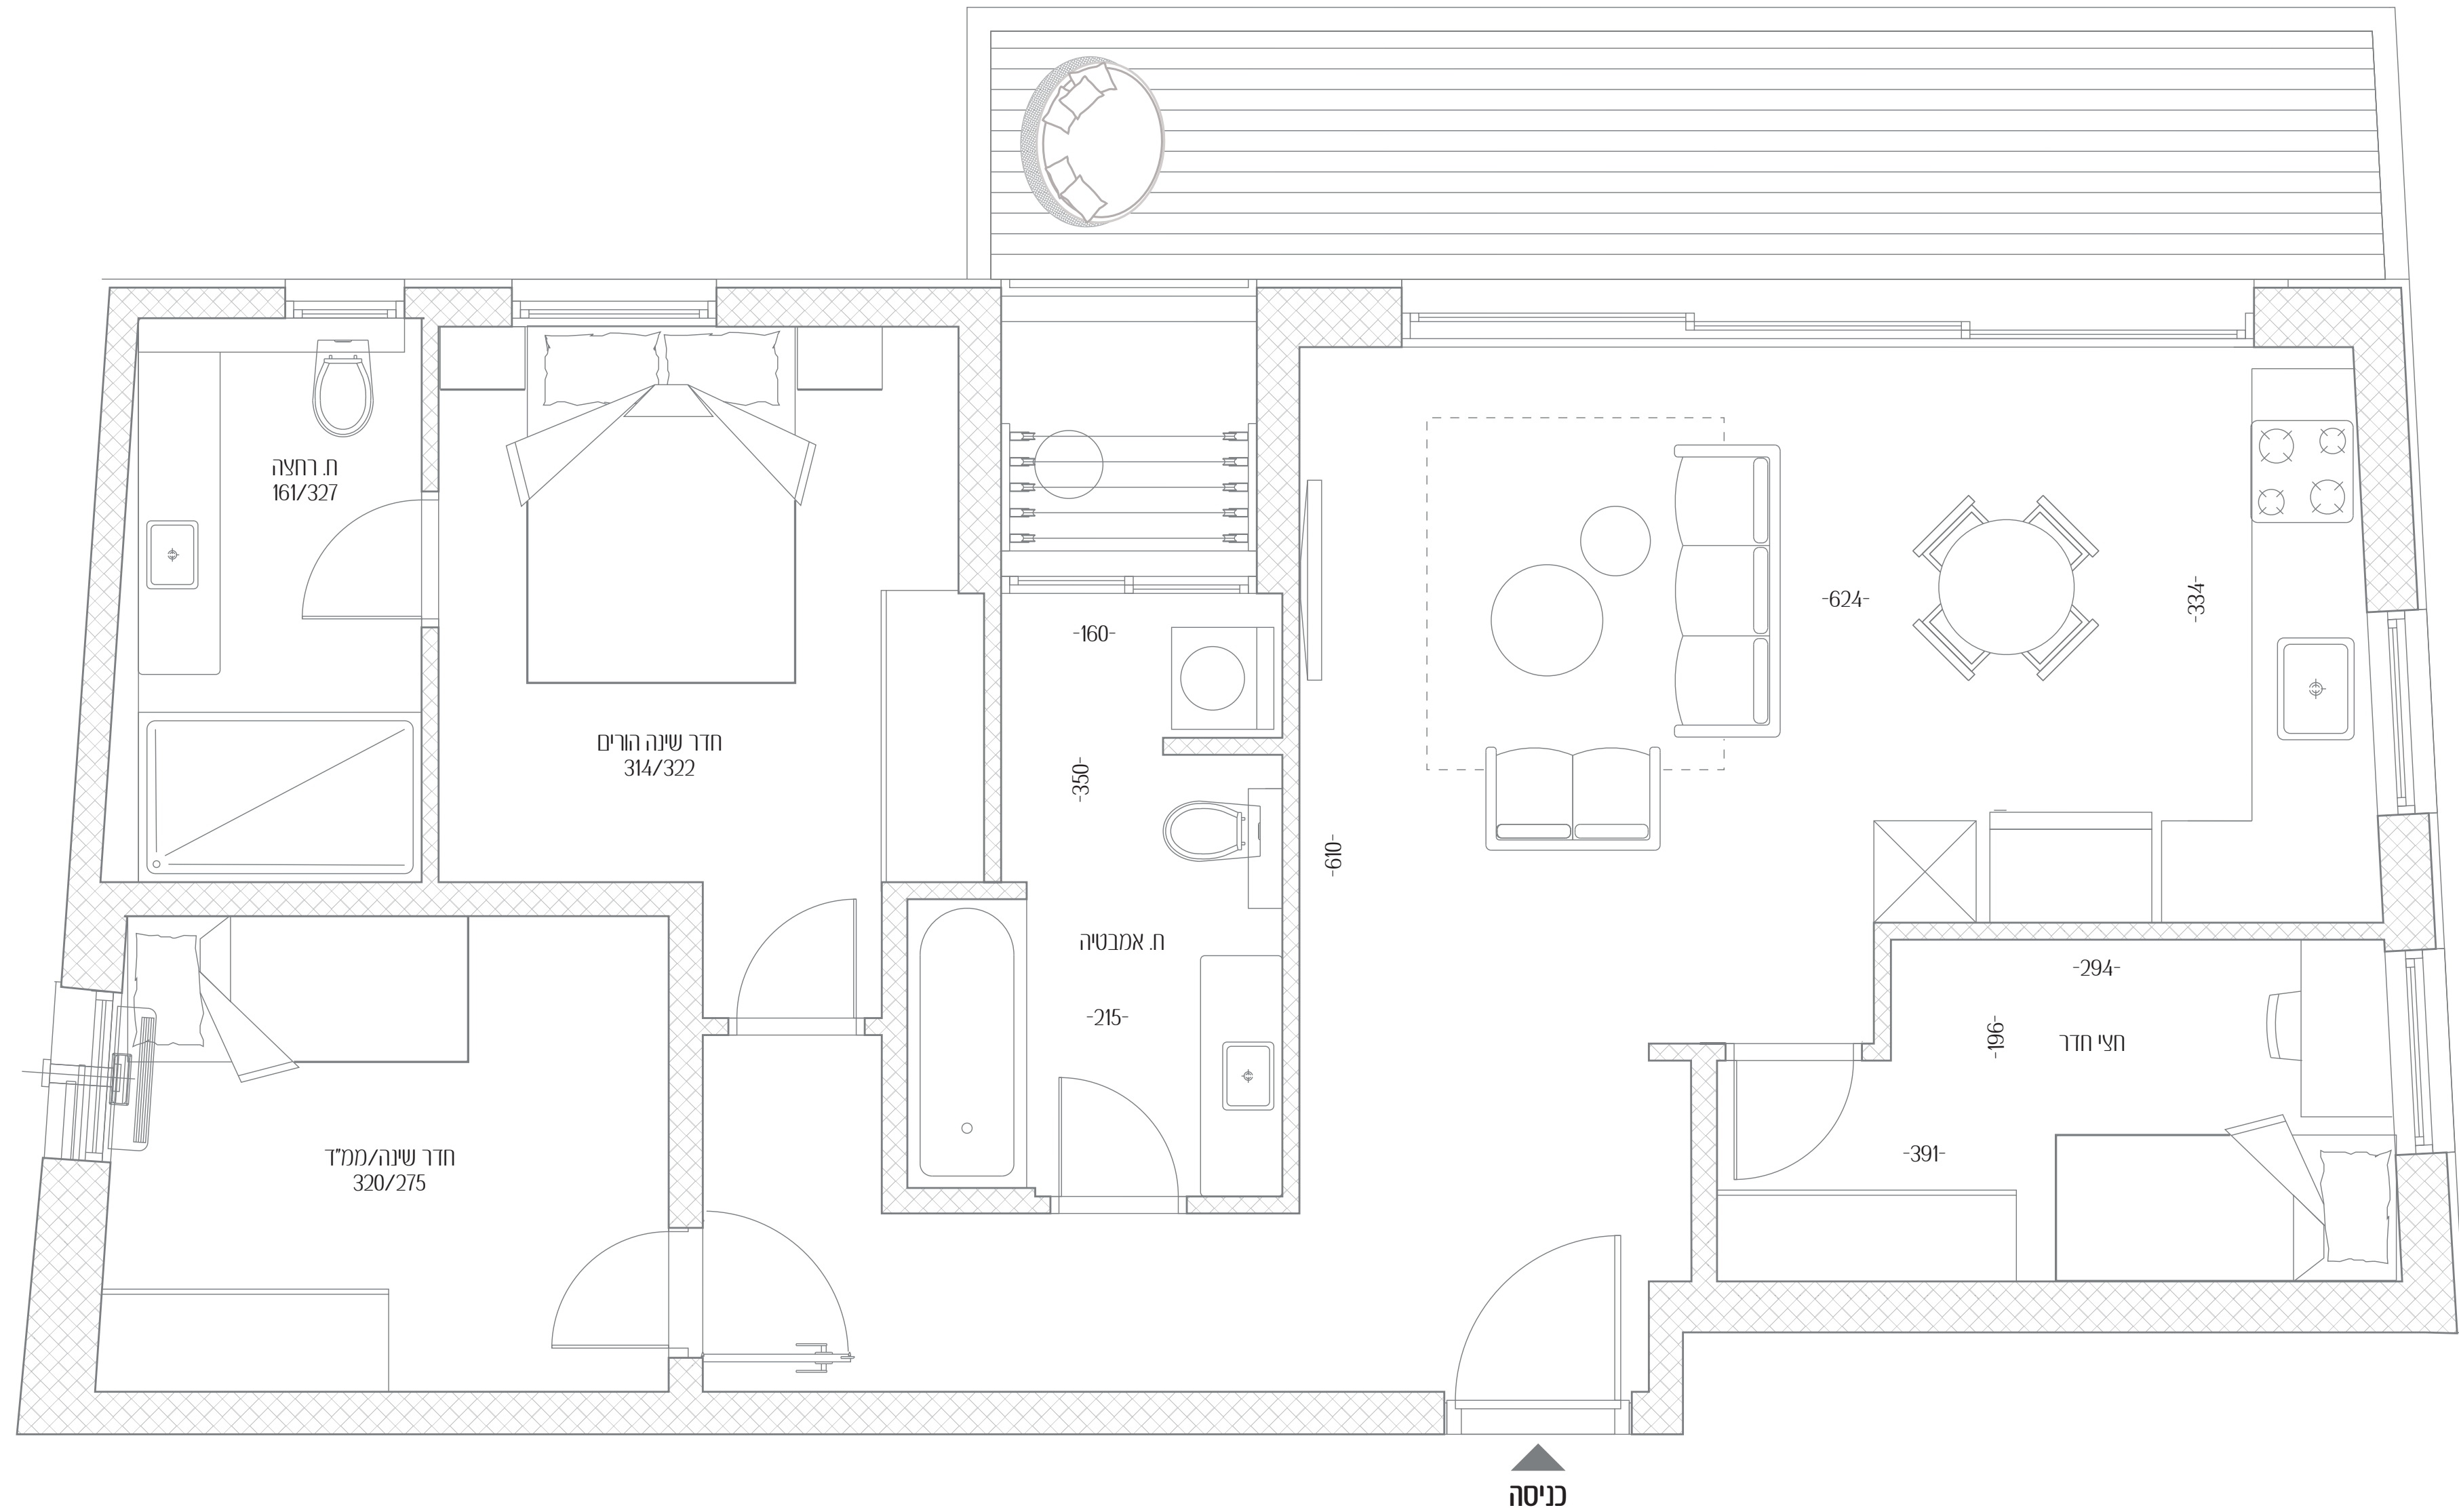 ח. רחצה
161/327
חדר שינה הורים
314/322
-160-
-350-
ח. אמבטיה
-215-
-610-
-624-
-334-
-294-
-196-
חצי חדר
-391-
חדר שינה/ממ"ד
320/275
כניסה